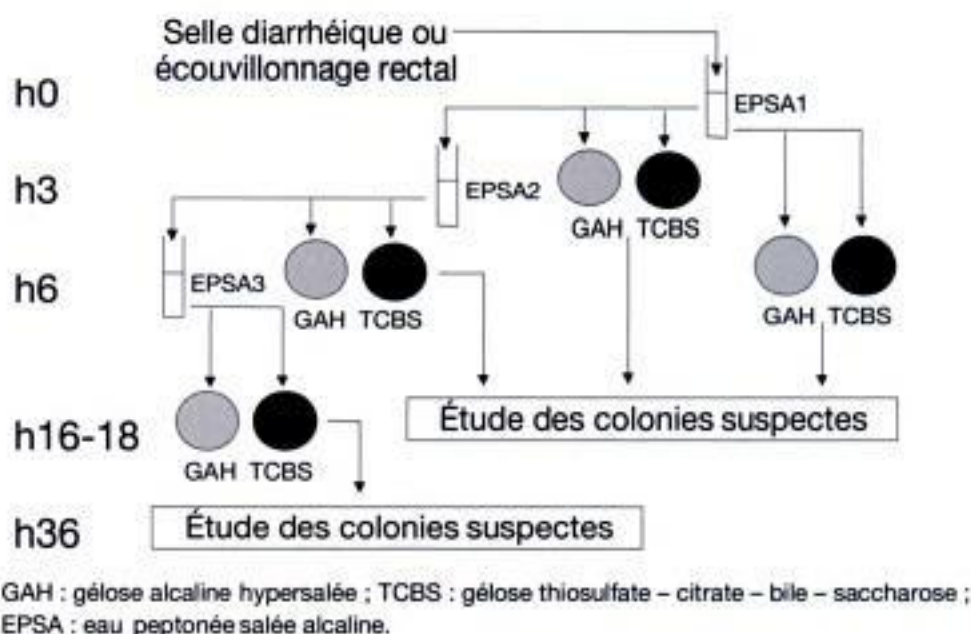 Selle diarrhéique ou
écouvillonnage rectal
h0
EPSA1
h3
EPSA2
GAH TCBS
h6
EPSA3
GAH TCBS
GAH TCBS
Étude des colonies suspectes
h16-18
GAH TCBS
h36
Étude des colonies suspectes
GAH : gélose alcaline hypersalée ; TCBS : gélose thiosulfate – citrate – bile – saccharose ;
EPSA : eau peptonée salée alcaline.